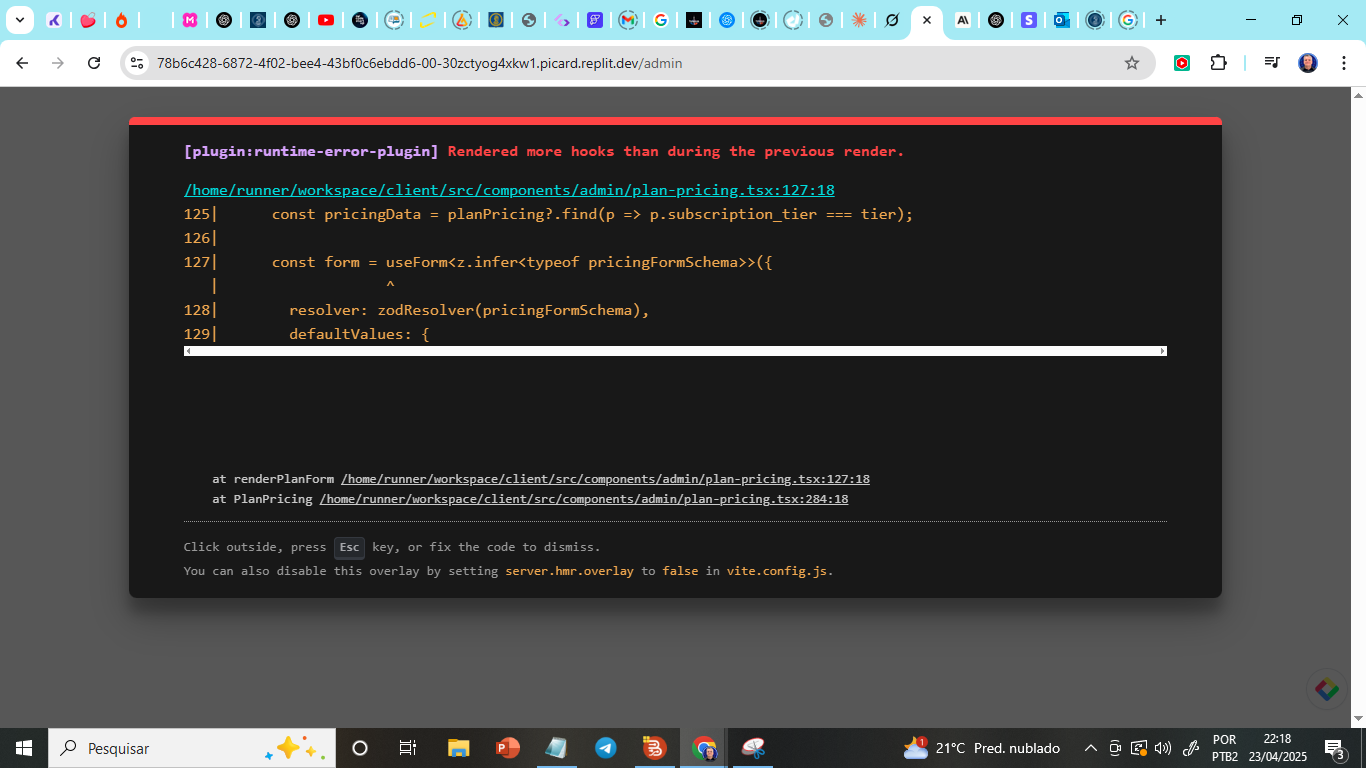 78b6c428-6872-4f02-bee4-43bf0c6ebdd6-00-30zctyog4xkw1.picard.replit.dev/admin
[plugin:runtime-error-plugin] Rendered more hooks than during the previous render.
/home/runner/workspace/client/src/components/admin/plan-pricing.tsx:127:18
125|      const pricingData = planPricing?.find(p => p.subscription_tier === tier);
126|
127|      const form = useForm<z.infer<typeof pricingFormSchema>>({
   |                   ^
128|        resolver: zodResolver(pricingFormSchema),
129|        defaultValues: {
at renderPlanForm /home/runner/workspace/client/src/components/admin/plan-pricing.tsx:127:18
at PlanPricing /home/runner/workspace/client/src/components/admin/plan-pricing.tsx:284:18
Click outside, press Esc key, or fix the code to dismiss.
You can also disable this overlay by setting server.hmr.overlay to false in vite.config.js.
Pesquisar
1
21°C Pred. nublado
POR
PTB2
22:18
23/04/2025
3